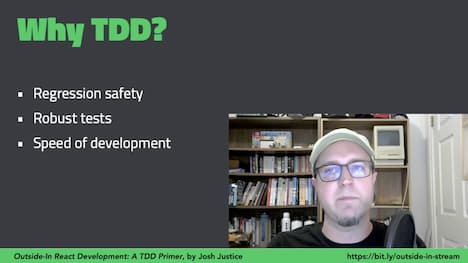 Why TDD?
▪ Regression safety
▪ Robust tests
▪ Speed of development
Outside-In React Development: A TDD Primer, by Josh Justice
https://bit.ly/outside-in-stream